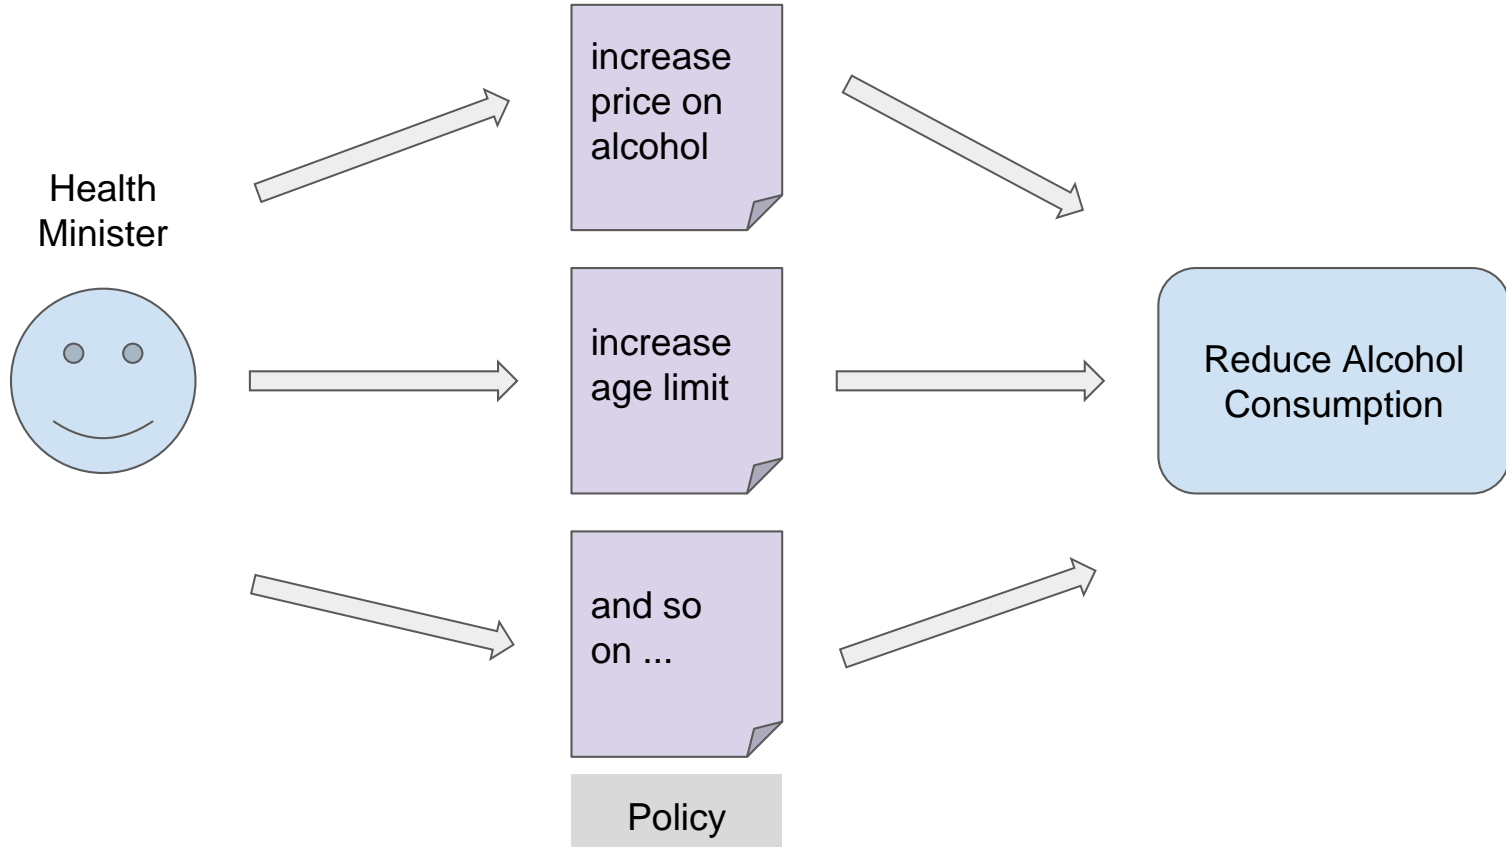 Health
Minister
increase
price on
alcohol
increase
age limit
and so
on ...
Policy
Reduce Alcohol
Consumption